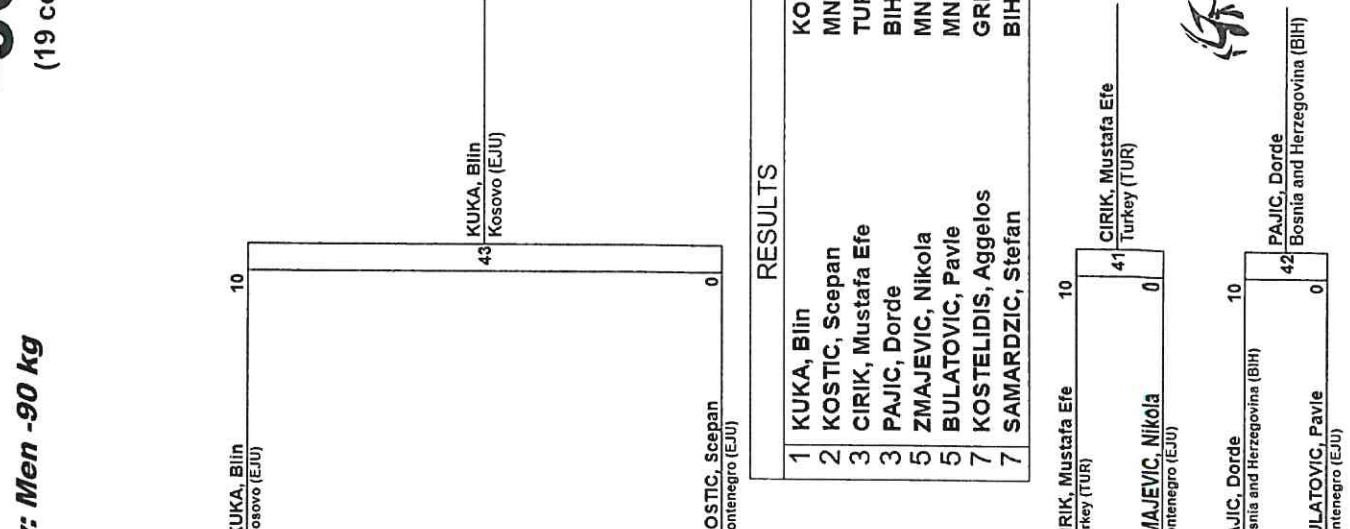 r: Men -90 kg
(19 co
KUKA, Blin
osovo (EJU)
10
KUKA, Blin
43
Kosovo (EJU)
OSTIC, Scepan
ontenegro (EJU)
0
RESULTS
1 KUKA, Blin KO
2 KOSTIC, Scepan MN
3 CIRIK, Mustafa Efe TUR
3 PAJIC, Dorde BIH
5 ZMAJEVIC, Nikola MN
5 BULATOVIC, Pavle MN
7 KOSTELIDIS, Aggelos GR
7 SAMARDZIC, Stefan BIH
RIK, Mustafa Efe
rkey (TUR)
10
CIRIK, Mustafa Efe
41
Turkey (TUR)
MAJEVIC, Nikola
ntenegro (EJU)
0
JIC, Dorde
snia and Herzegovina (BIH)
10
PAJIC, Dorde
42
Bosnia and Herzegovina (BIH)
LATOVIC, Pavle
ntenegro (EJU)
0